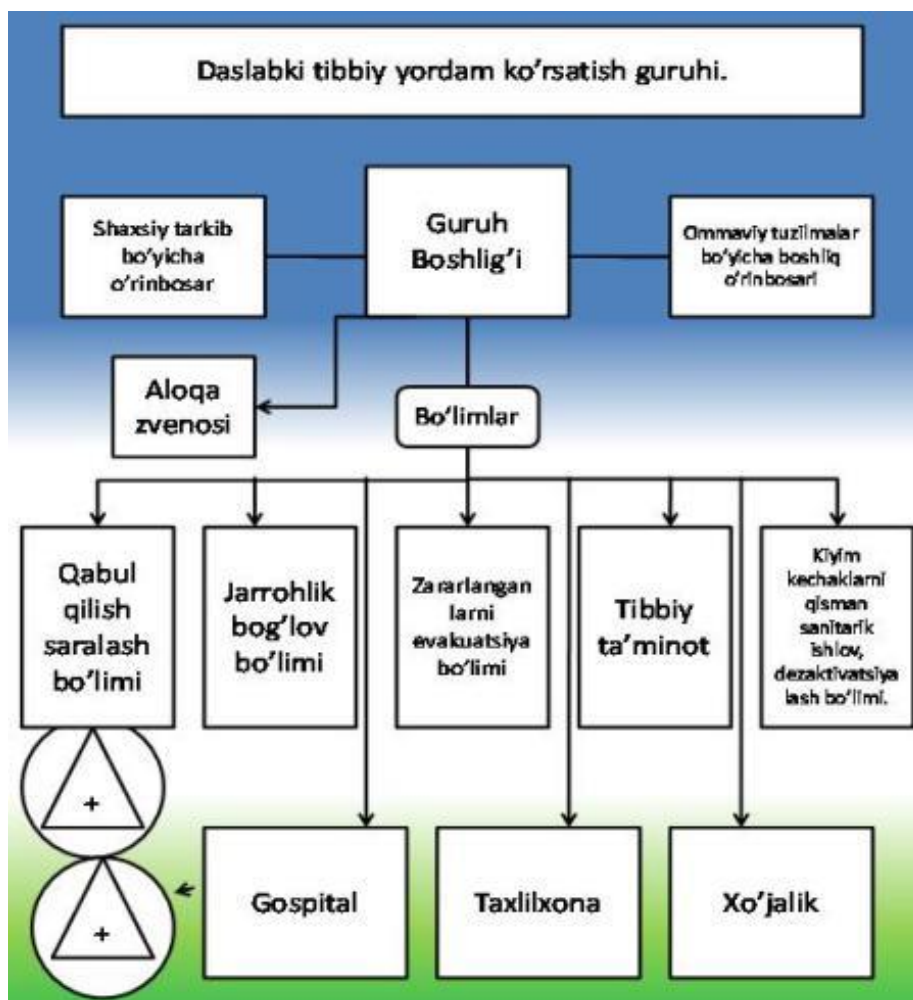 Daslabki tibbiy yordam ko'rsatish guruhi.
Shaxsiy tarkib
bo'yicha
o'rinbosar
Guruh
Boshlig'i
Ommaviy tuzilmalar
bo'yicha boshliq
o'rinbosari
Aloqa
zvenosi
Bo'limlar
Qabul
qilish
saralash
bo'limi
Jarrohlik
bog'lov
bo'limi
Zararlangan
larni
evakuatsiya
bo'limi
Tibbiy
ta'minot
Kiyim
kechaklarni
qisman
sanitarik
ishlov,
dezaktivatsiya
lash bo'limi.
+
+
Gospital
Taxlilxona
Xo'jalik